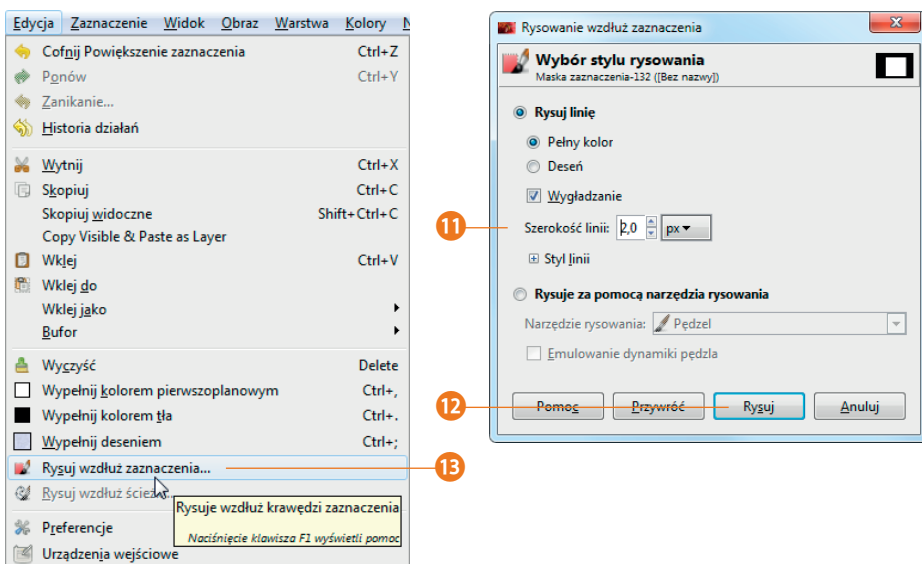 Edycja Zaznaczenie Widok Obraz Warstwa Kolory
Cofnij Powiększenie zaznaczenia Ctrl+Z
Ponów Ctrl+Y
Zanikanie...
Historia działań
Wytnij Ctrl+X
Skopiuj Ctrl+C
Skopiuj widoczne Shift+Ctrl+C
Copy Visible & Paste as Layer
Wklej Ctrl+V
Wklej do
Wklej jako
Bufor
Wyczyść Delete
Wypełnij kolorem pierwszoplanowym Ctrl+,
Wypełnij kolorem tła Ctrl+.
Wypełnij deseniem Ctrl+;
Rysuj wzdłuż zaznaczenia...
13
Rysuj wzdłuż
Rysuje wzdłuż krawędzi zaznaczenia
Naciśnięcie klawisza F1 wyświetli pomoc
Preferencje
Urządzenia wejściowe
Rysowanie wzdłuż zaznaczenia
Wybór stylu rysowania
Maska zaznaczenia-132 ([Bez nazwy])
Rysuj linię
Pełny kolor
Deseń
Wygładzanie
11
Szerokość linii: 2,0 px
Styl linii
Rysuje za pomocą narzędzia rysowania
Narzędzie rysowania: Pędzel
Emulowanie dynamiki pędzla
12
Pomoc Przywróć Rysuj Anuluj